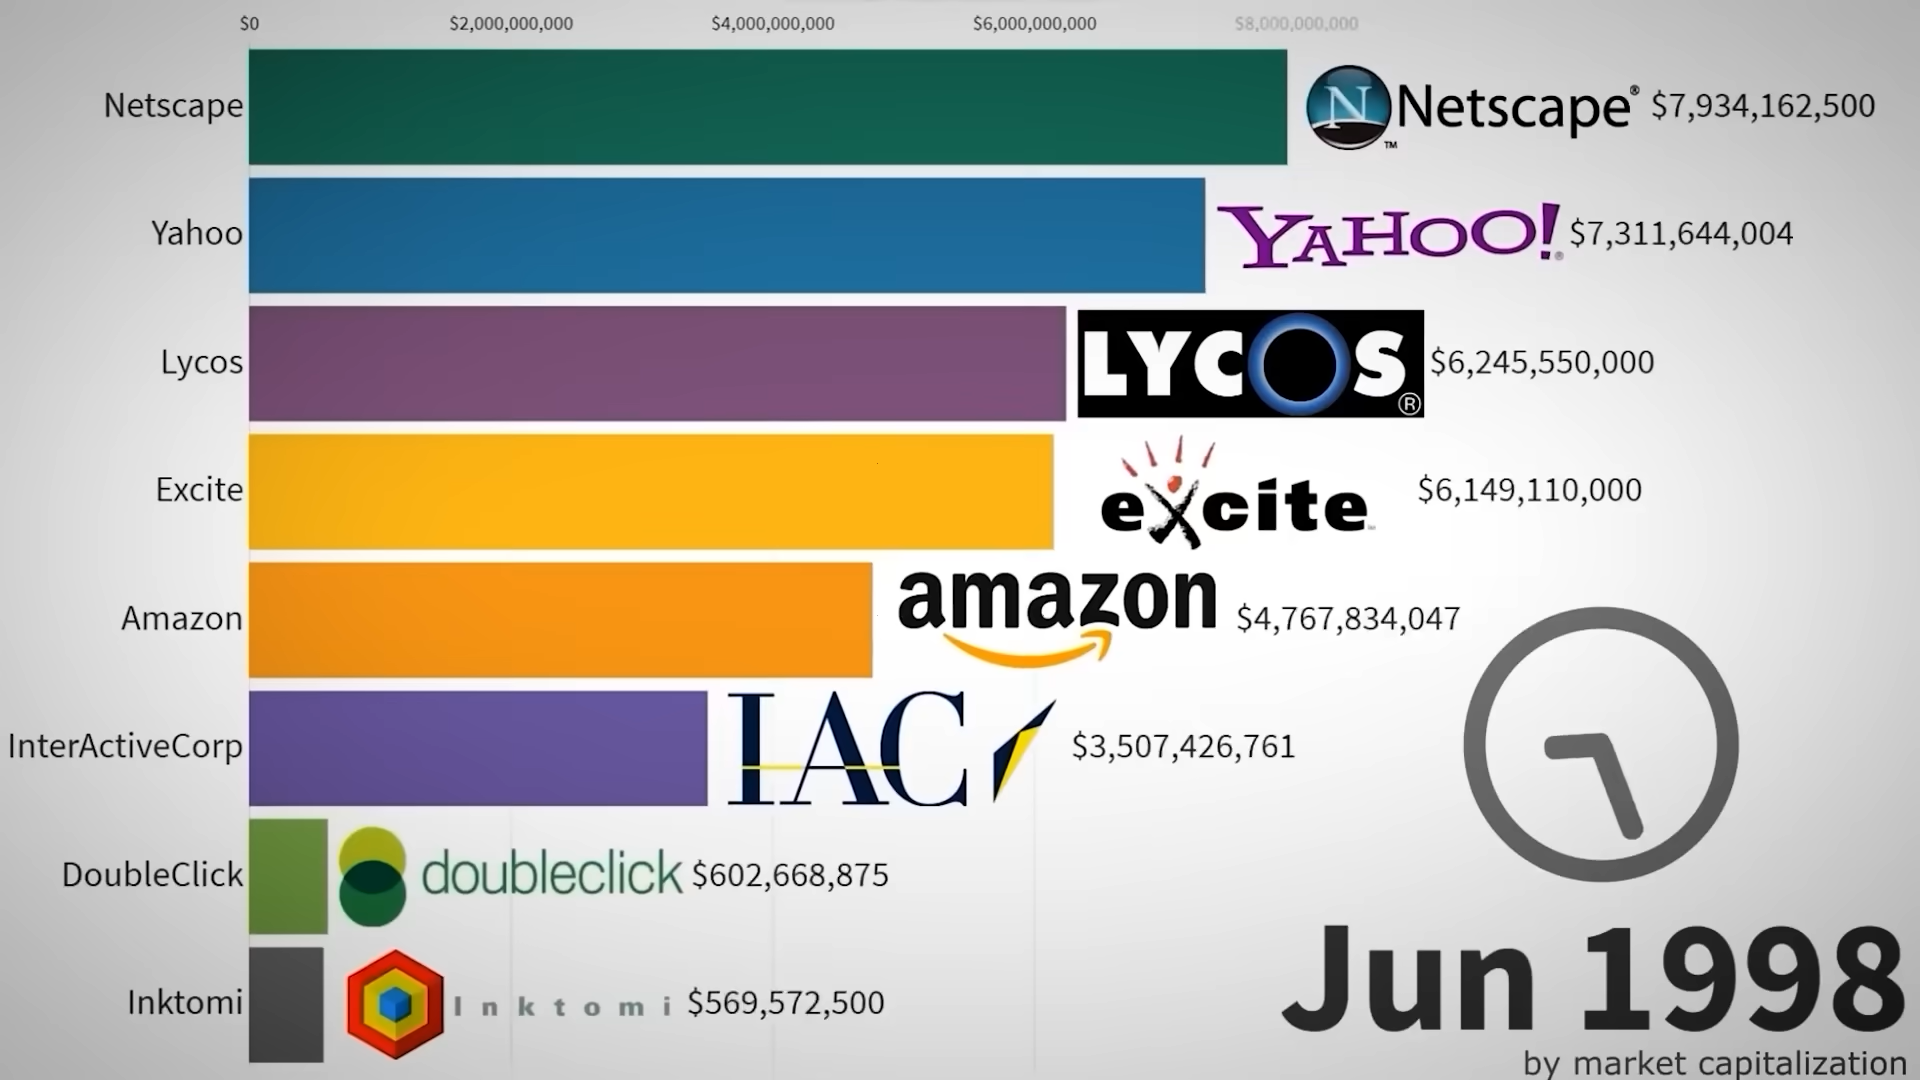 $0 $2,000,000,000 $4,000,000,000 $6,000,000,000 $8,000,000,000
Netscape N Netscape® ™ $7,934,162,500
Yahoo YAHOO!® $7,311,644,004
Lycos LYCOS® $6,245,550,000
Excite excite $6,149,110,000
Amazon amazon $4,767,834,047
InterActiveCorp IAC $3,507,426,761
DoubleClick doubleclick $602,668,875
Inktomi Inktomi $569,572,500
Jun 1998
by market capitalization